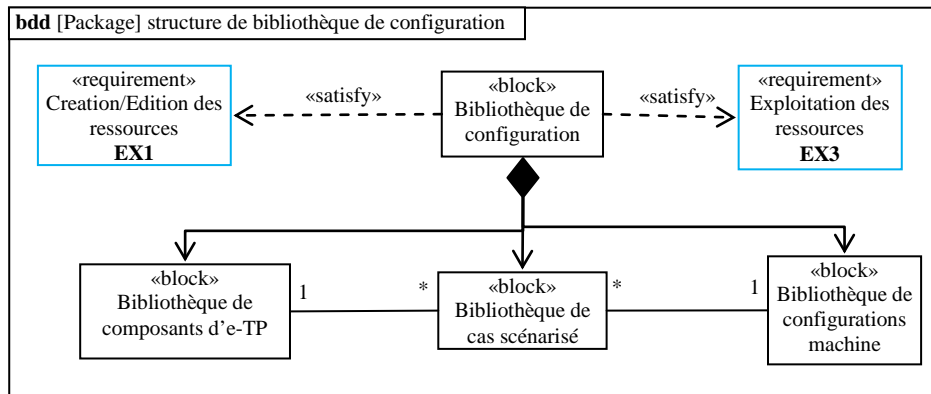 bdd [Package] structure de bibliothèque de configuration
«requirement»
Creation/Edition des
ressources
EX1
«satisfy»
«block»
Bibliothèque de
configuration
«satisfy»
«requirement»
Exploitation des
ressources
EX3
«block»
Bibliothèque de
composants d'e-TP
1
*
«block»
Bibliothèque de
cas scénarisé
*
1
«block»
Bibliothèque de
configurations
machine